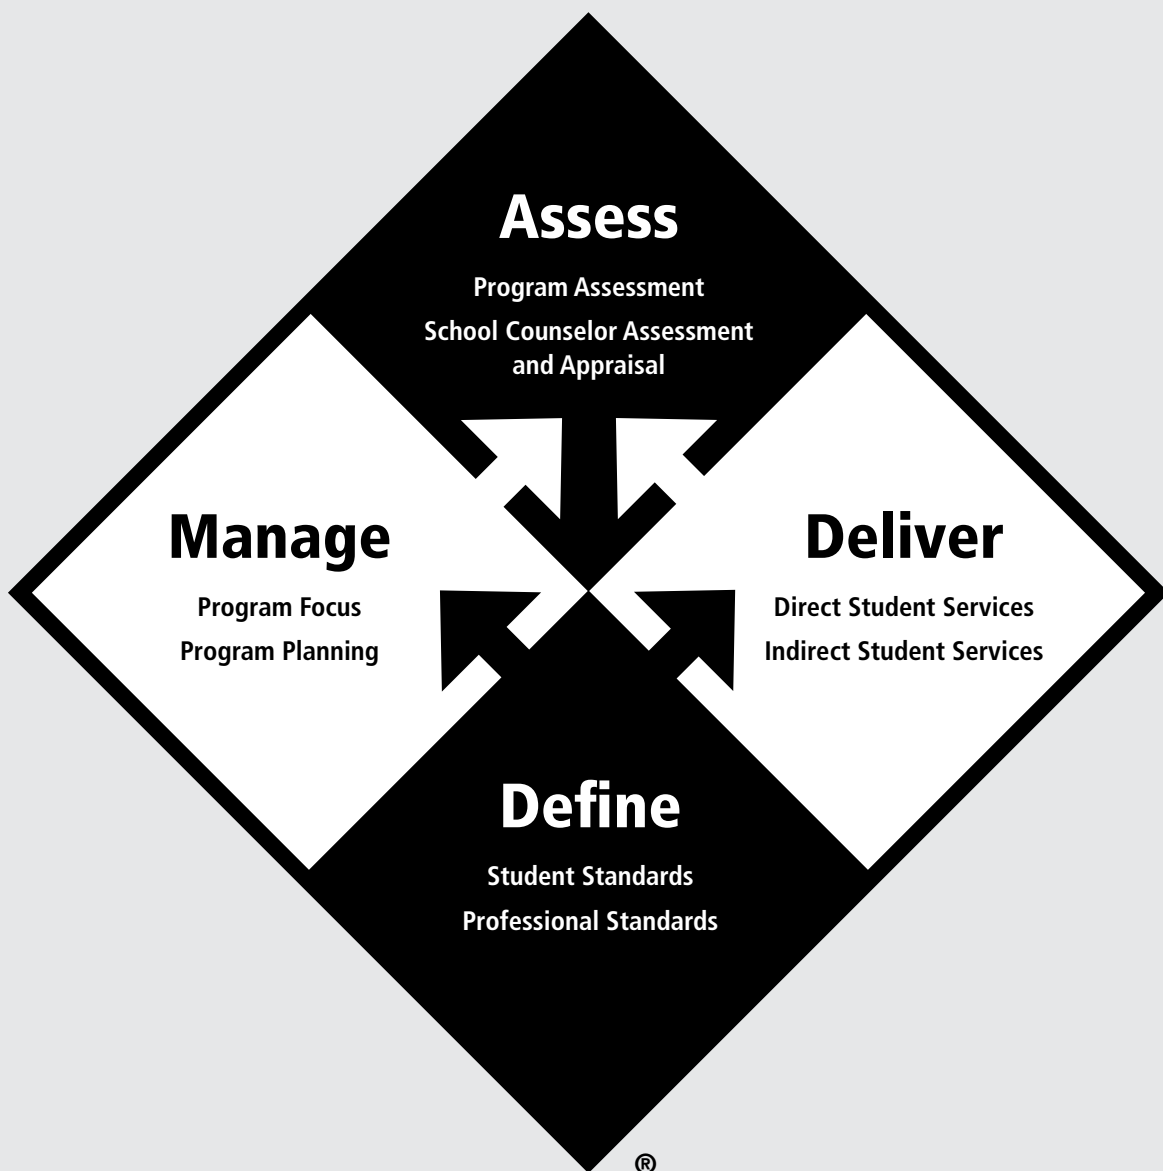 Assess
Program Assessment
School Counselor Assessment
and Appraisal
Manage
Program Focus
Program Planning
Deliver
Direct Student Services
Indirect Student Services
Define
Student Standards
Professional Standards
®